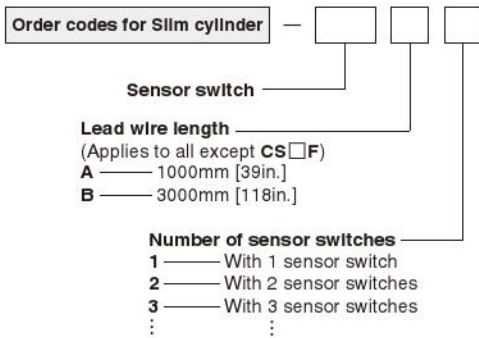 Order codes for Slim cylinder —
Sensor switch
Lead wire length
(Applies to all except CS□F)
A — 1000mm [39in.]
B — 3000mm [118in.]
Number of sensor switches
1 — With 1 sensor switch
2 — With 2 sensor switches
3 — With 3 sensor switches
⋮ ⋮